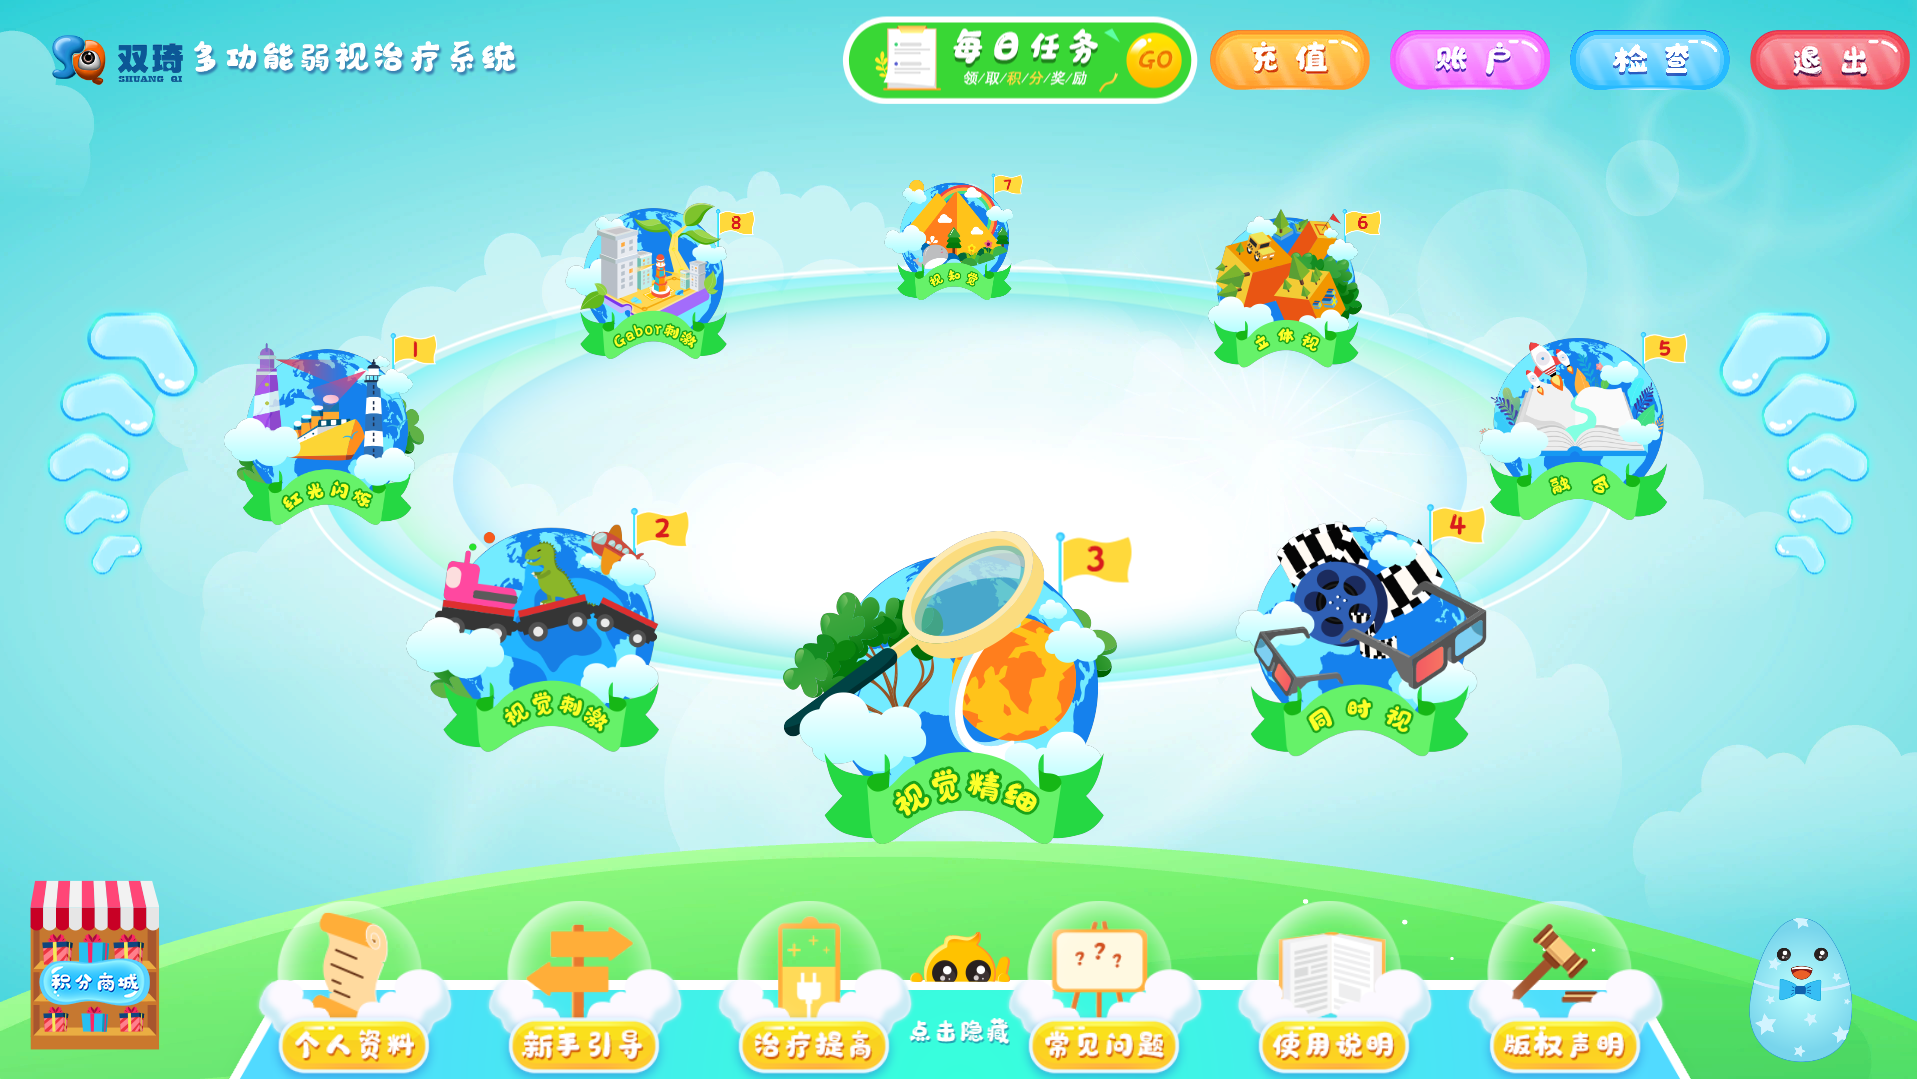 双琦
SHUANG QI
多功能弱视治疗系统
每日任务
领/取/积/分/奖/励
GO
充值
账户
检查
退出
7
视知觉
8
Gabor刺激
6
立体视
1
红光闪烁
5
融合
2
视觉刺激
3
视觉精细
4
同时视
积分商城
个人资料
新手引导
治疗提高
点击隐藏
? ? ?
常见问题
使用说明
版权声明